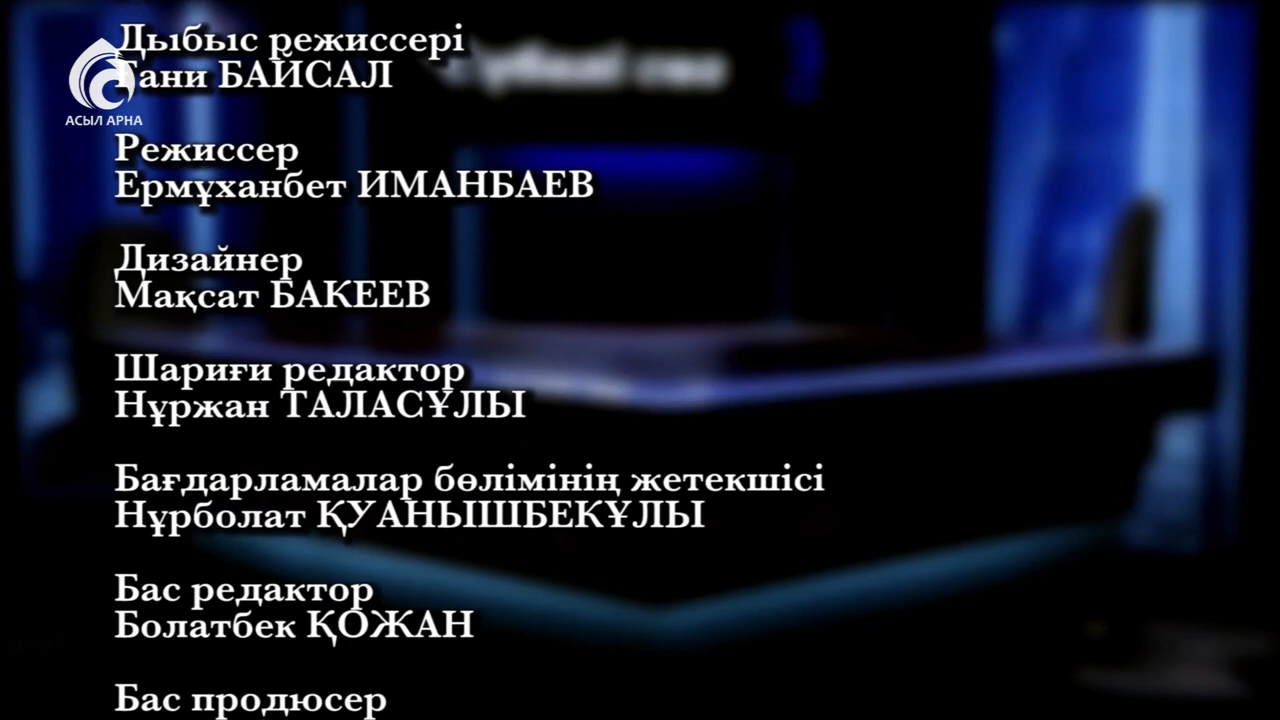 Дыбыс режиссері
Ғани БАЙСАЛ
АСЫЛ АРНА
Режиссер
Ермұханбет ИМАНБАЕВ
Дизайнер
Мақсат БАКЕЕВ
Шариғи редактор
Нұржан ТАЛАСҰЛЫ
Бағдарламалар бөлімінің жетекшісі
Нұрболат ҚУАНЫШБЕКҰЛЫ
Бас редактор
Болатбек ҚОЖАН
Бас продюсер